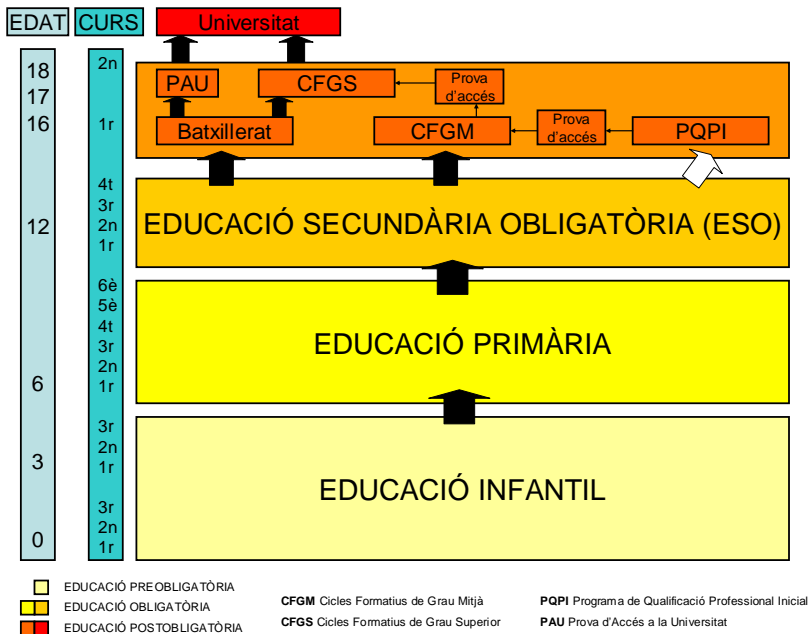 EDAT CURS Universitat
18 2n PAU CFGS Prova d'accés
17
16 1r Batxillerat CFGM Prova d'accés PQPI
4t
3r
12 2n EDUCACIÓ SECUNDÀRIA OBLIGATÒRIA (ESO)
1r
6è
5è
4t
3r EDUCACIÓ PRIMÀRIA
2n
6 1r
3r
2n
3 1r
EDUCACIÓ INFANTIL
3r
2n
0 1r
EDUCACIÓ PREOBLIGATÒRIA
EDUCACIÓ OBLIGATÒRIA CFGM Cicles Formatius de Grau Mitjà PQPI Programa de Qualificació Professional Inicial
EDUCACIÓ POSTOBLIGATÒRIA CFGS Cicles Formatius de Grau Superior PAU Prova d'Accés a la Universitat